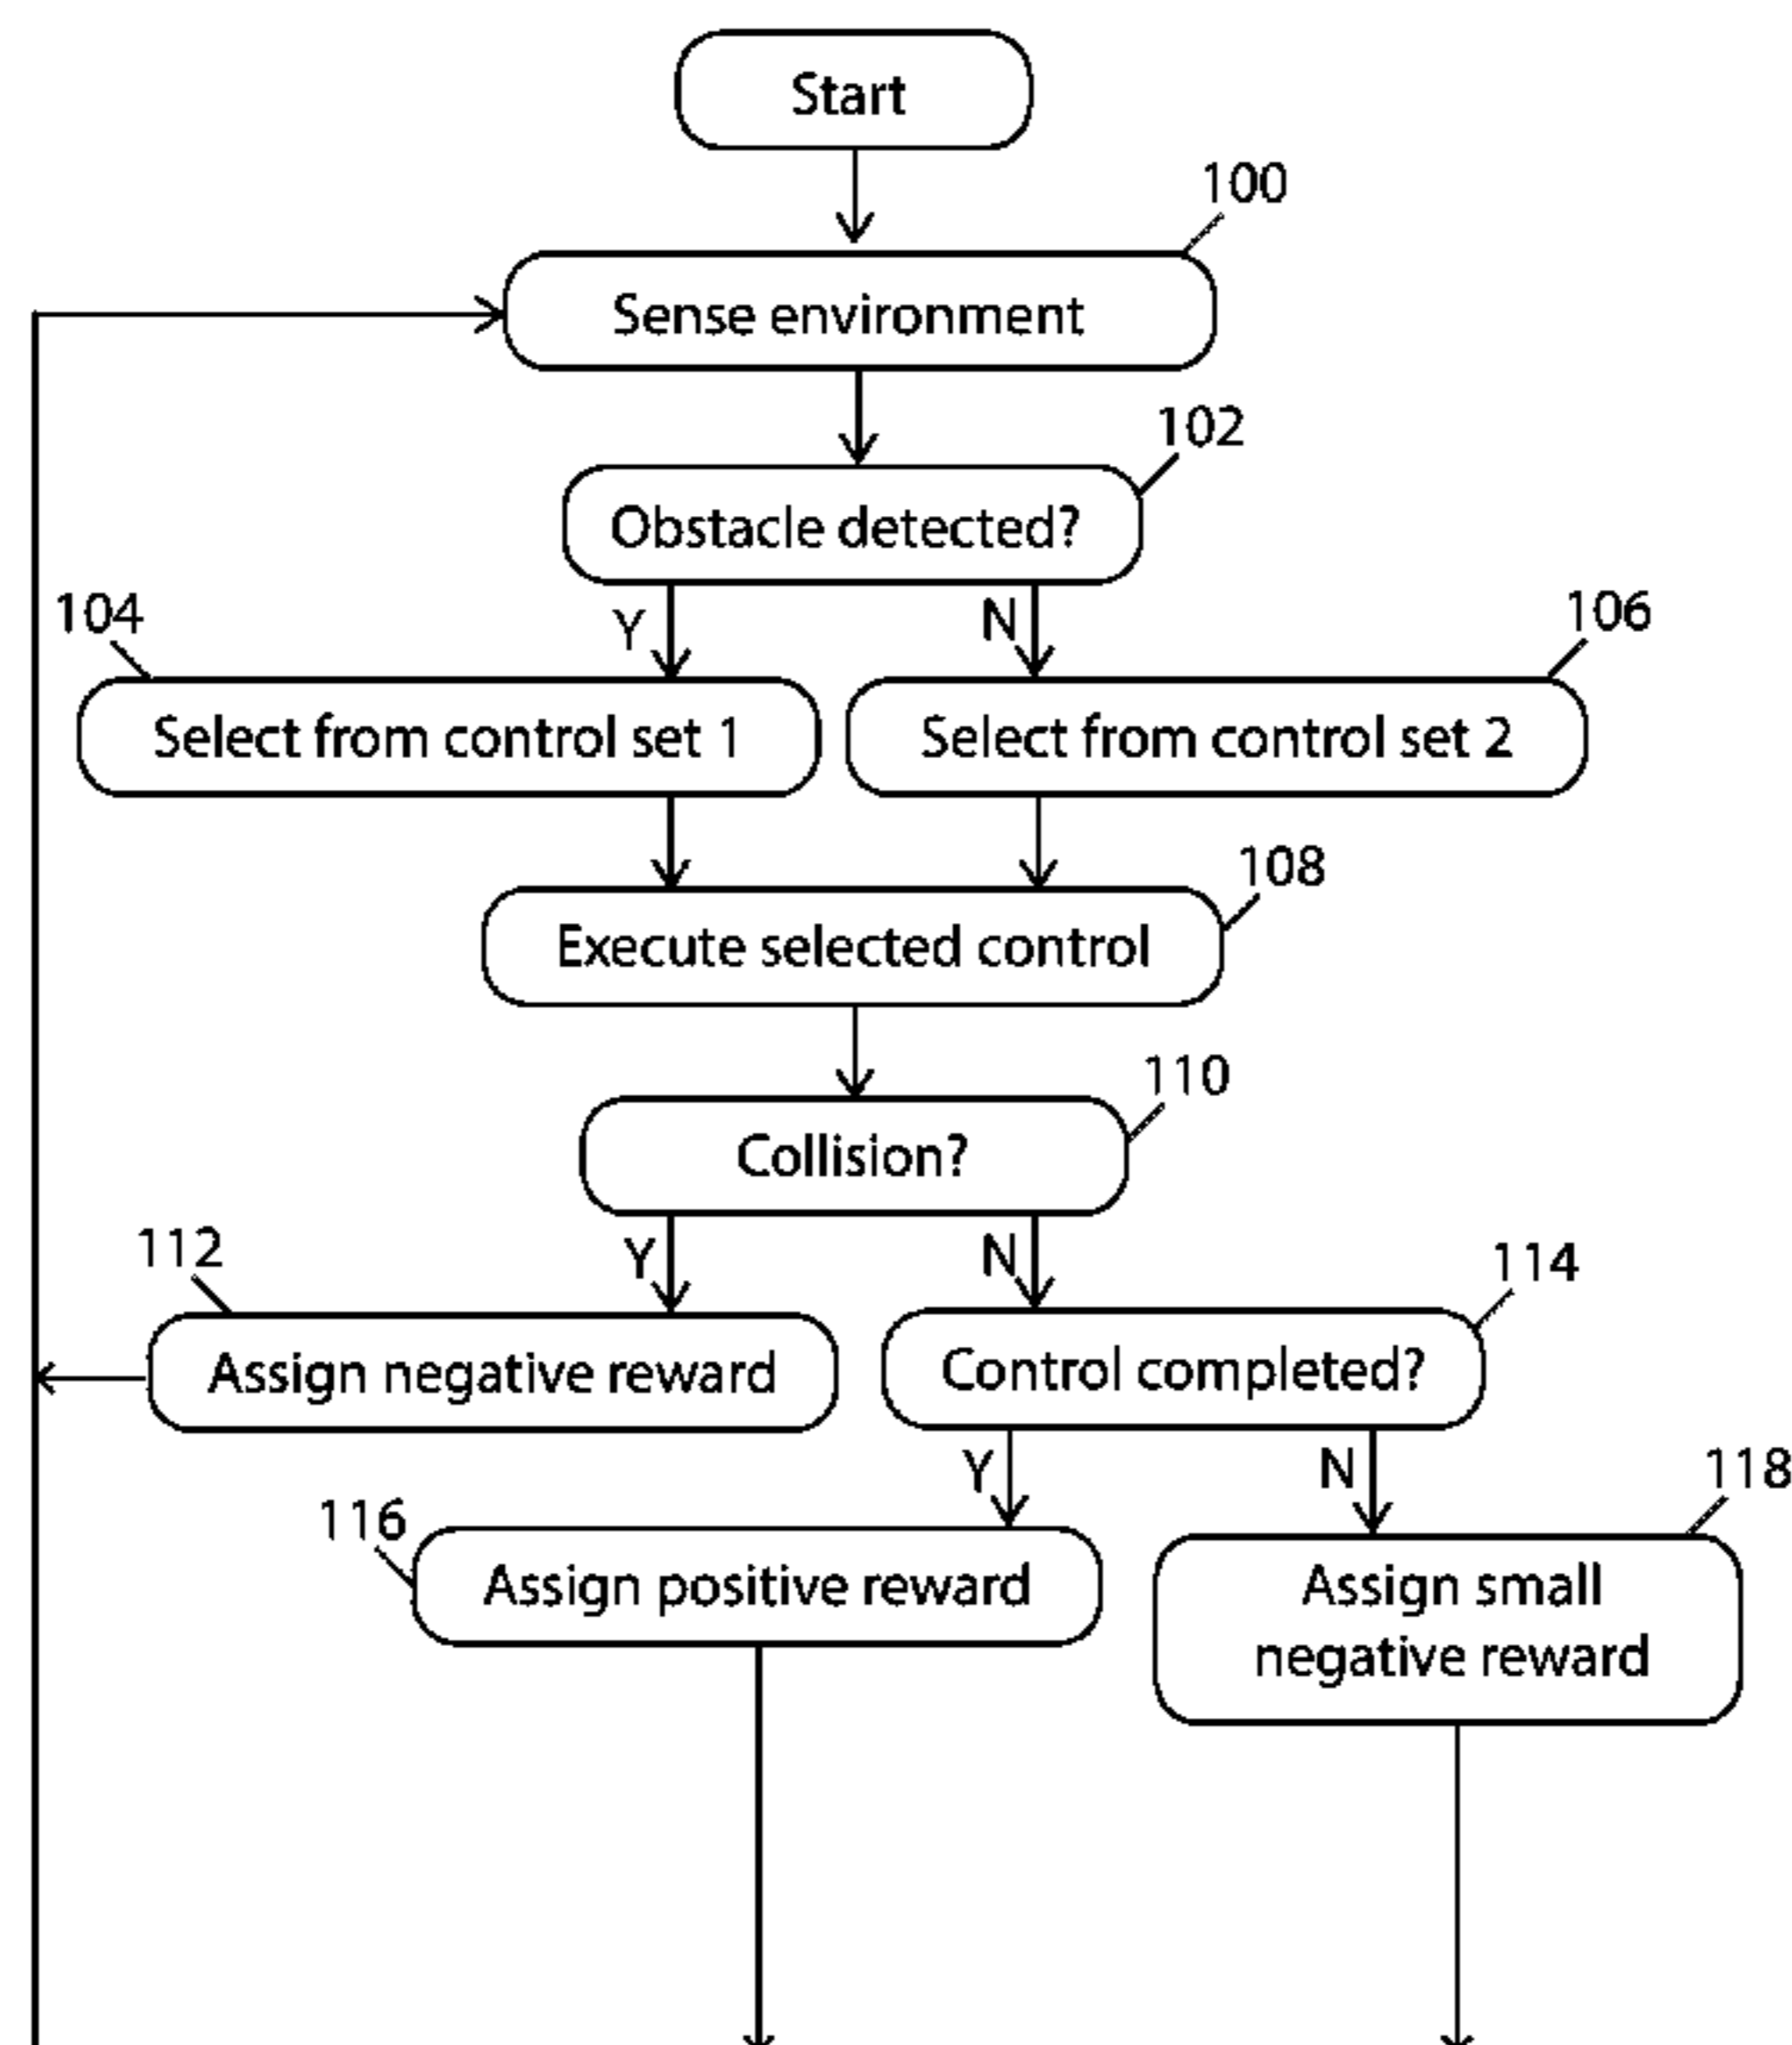 Start
100
Sense environment
102
Obstacle detected?
104
Y
N
106
Select from control set 1
Select from control set 2
108
Execute selected control
110
Collision?
112
Y
N
114
Assign negative reward
Control completed?
Y
N
118
116
Assign positive reward
Assign small
negative reward